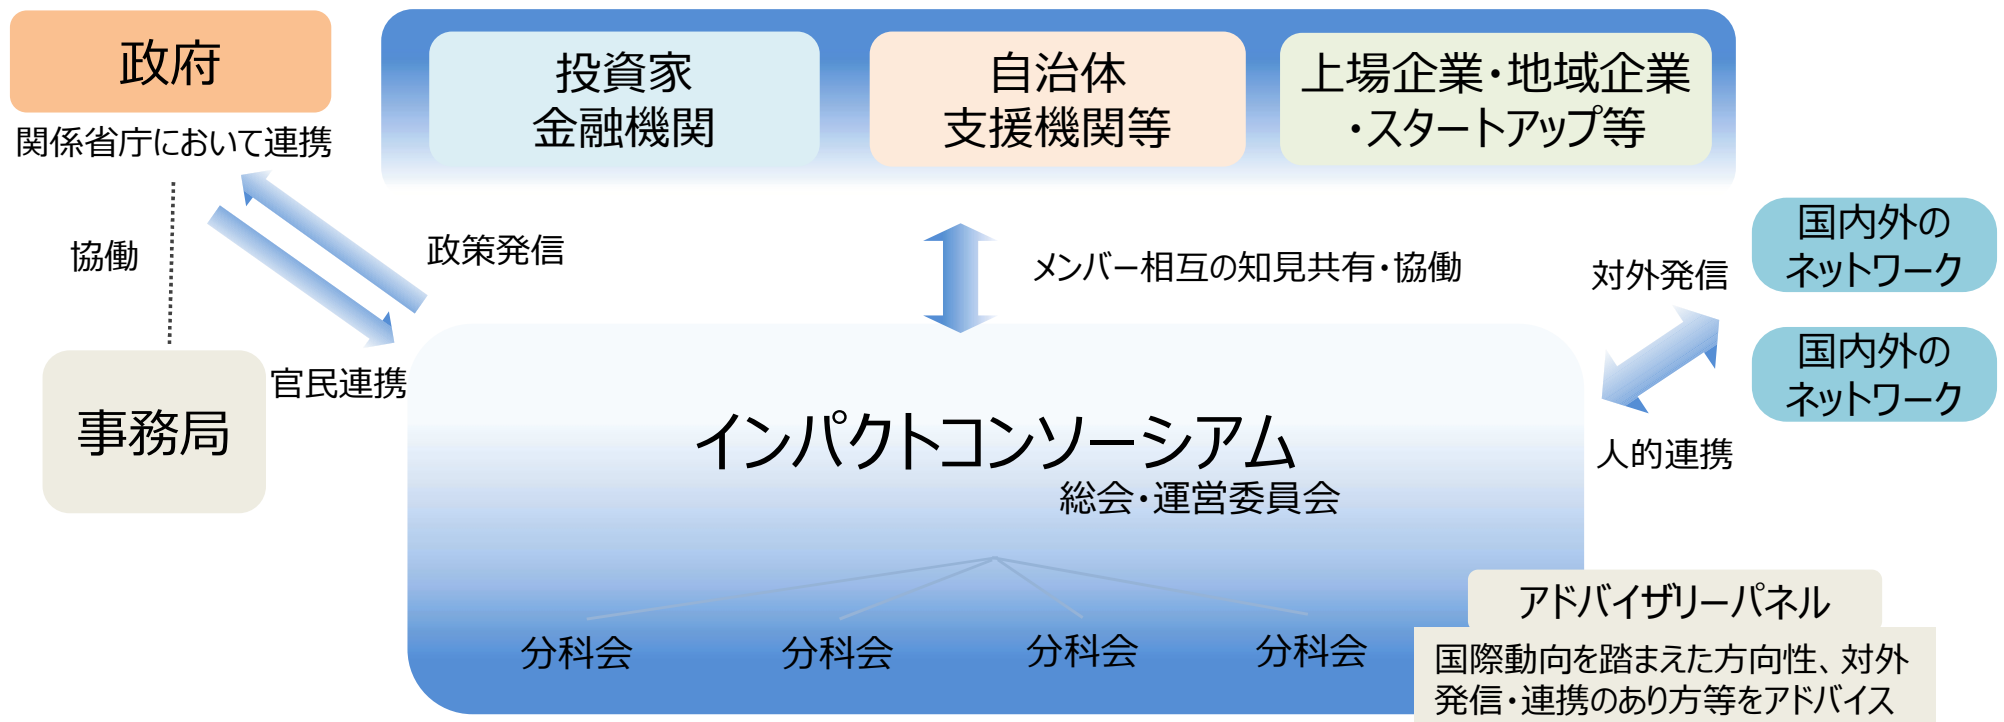 政府
関係省庁において連携
投資家
金融機関
自治体
支援機関等
上場企業・地域企業
・スタートアップ等
協働
政策発信
官民連携
メンバー相互の知見共有・協働
対外発信
人的連携
国内外の
ネットワーク
国内外の
ネットワーク
事務局
インパクトコンソーシアム
総会・運営委員会
分科会
分科会
分科会
分科会
アドバイザリーパネル
国際動向を踏まえた方向性、対外
発信・連携のあり方等をアドバイス